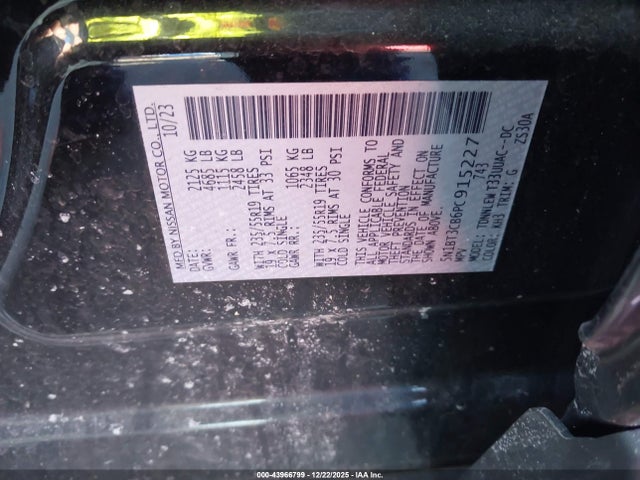 MFD BY NISSAN MOTOR CO., LTD.
10/23
2125 KG
GVWR: 4685 LB
1115 KG
GAWR FR.: 2458 LB
WITH 235/55R19 TIRES
19 X 7.5 RIMS AT 33 PSI
COLD SINGLE
1065 KG
GAWR RR.: 2348 LB
WITH 235/55R19 TIRES
19 X 7.5 RIMS AT 30 PSI
COLD SINGLE
THIS VEHICLE CONFORMS TO
ALL APPLICABLE FEDERAL
MOTOR VEHICLE SAFETY AND
THEFT PREVENTION
STANDARDS IN EFFECT ON
THE DATE OF MANUFACTURE
SHOWN ABOVE.
5N1BT3CB6PC915227
MPV 743
MODEL: TDNNLEWT33UUAC--DC
COLOR: KH3 TRIM: G ZS30A
000-43966799 - 12/22/2025 - IAA Inc.